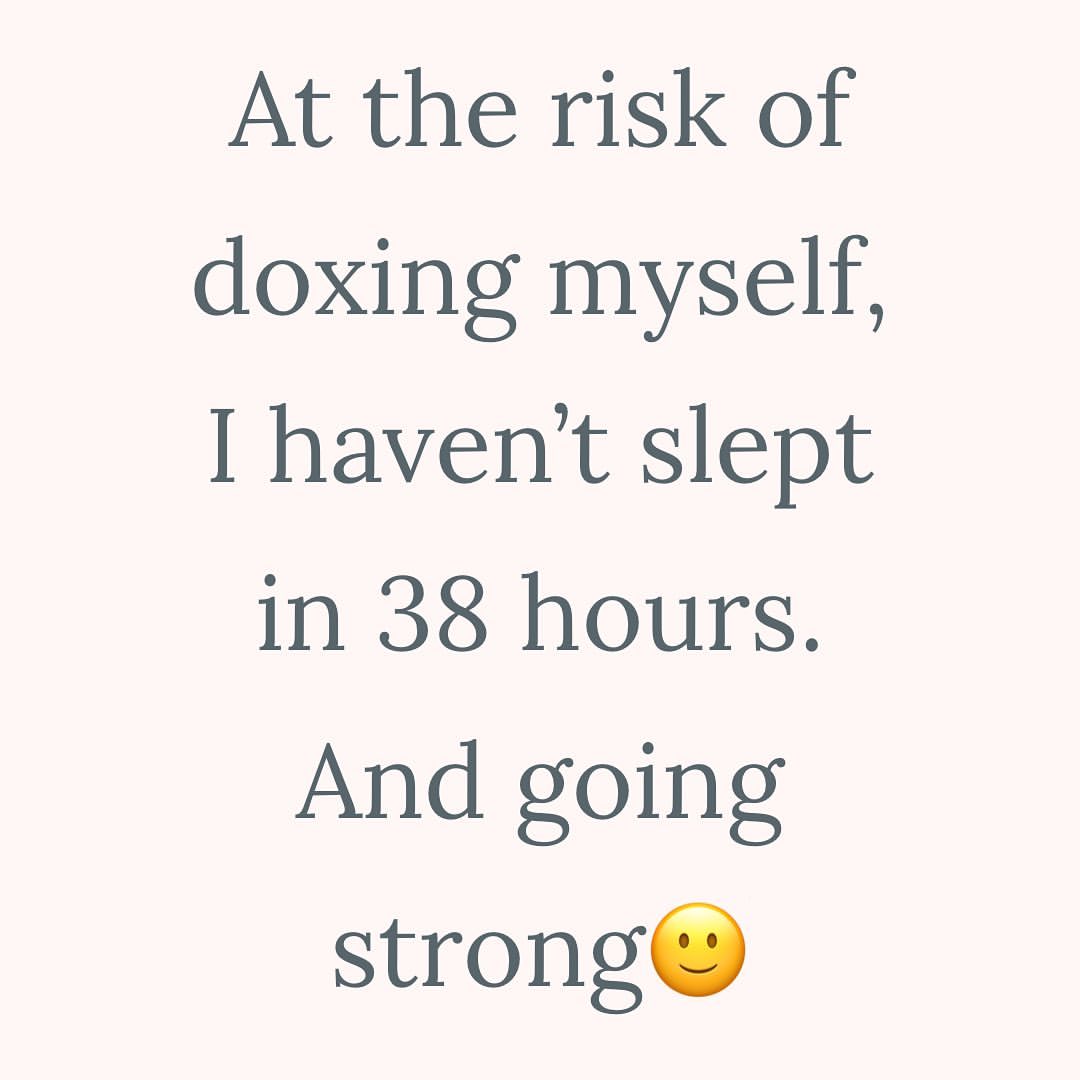 At the risk of
doxing myself,
I haven’t slept
in 38 hours.
And going
strong🙂